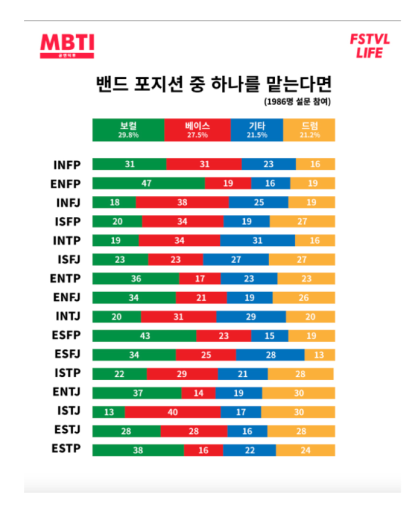 MBTI
FSTVL
LIFE
밴드 포지션 중 하나를 맡는다면
(1986명 설문 참여)
보컬 베이스 기타 드럼
29.8% 27.5% 21.5% 21.2%
INFP 31 31 23 16
ENFP 47 19 16 19
INFJ 18 38 25 19
ISFP 20 34 19 27
INTP 19 34 31 16
ISFJ 23 23 27 27
ENTP 36 17 23 23
ENFJ 34 21 19 26
INTJ 20 31 29 20
ESFP 43 23 15 19
ESFJ 34 25 28 13
ISTP 22 29 21 28
ENTJ 37 14 19 30
ISTJ 13 40 17 30
ESTJ 28 28 16 28
ESTP 38 16 22 24